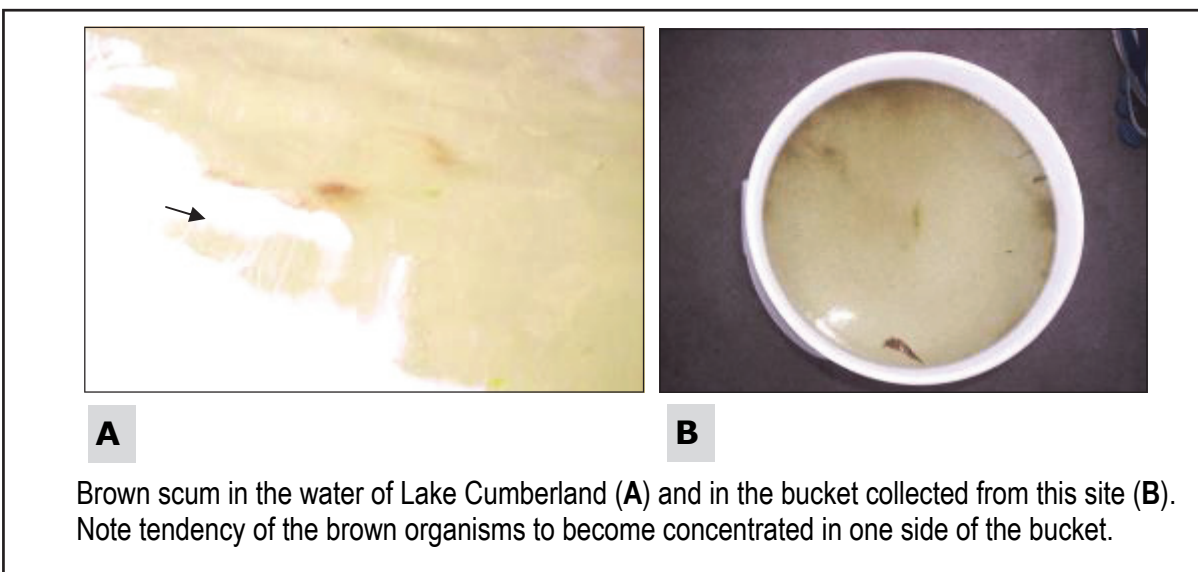 A
B
Brown scum in the water of Lake Cumberland (A) and in the bucket collected from this site (B).
Note tendency of the brown organisms to become concentrated in one side of the bucket.